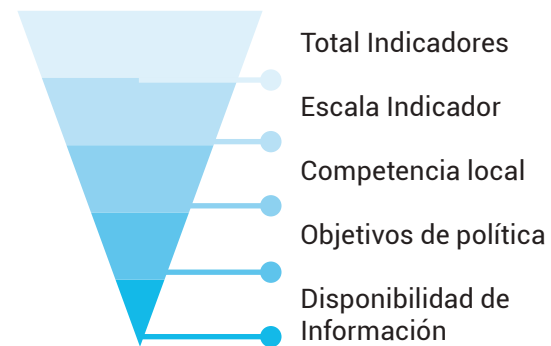 Total Indicadores
Escala Indicador
Competencia local
Objetivos de política
Disponibilidad de
Información